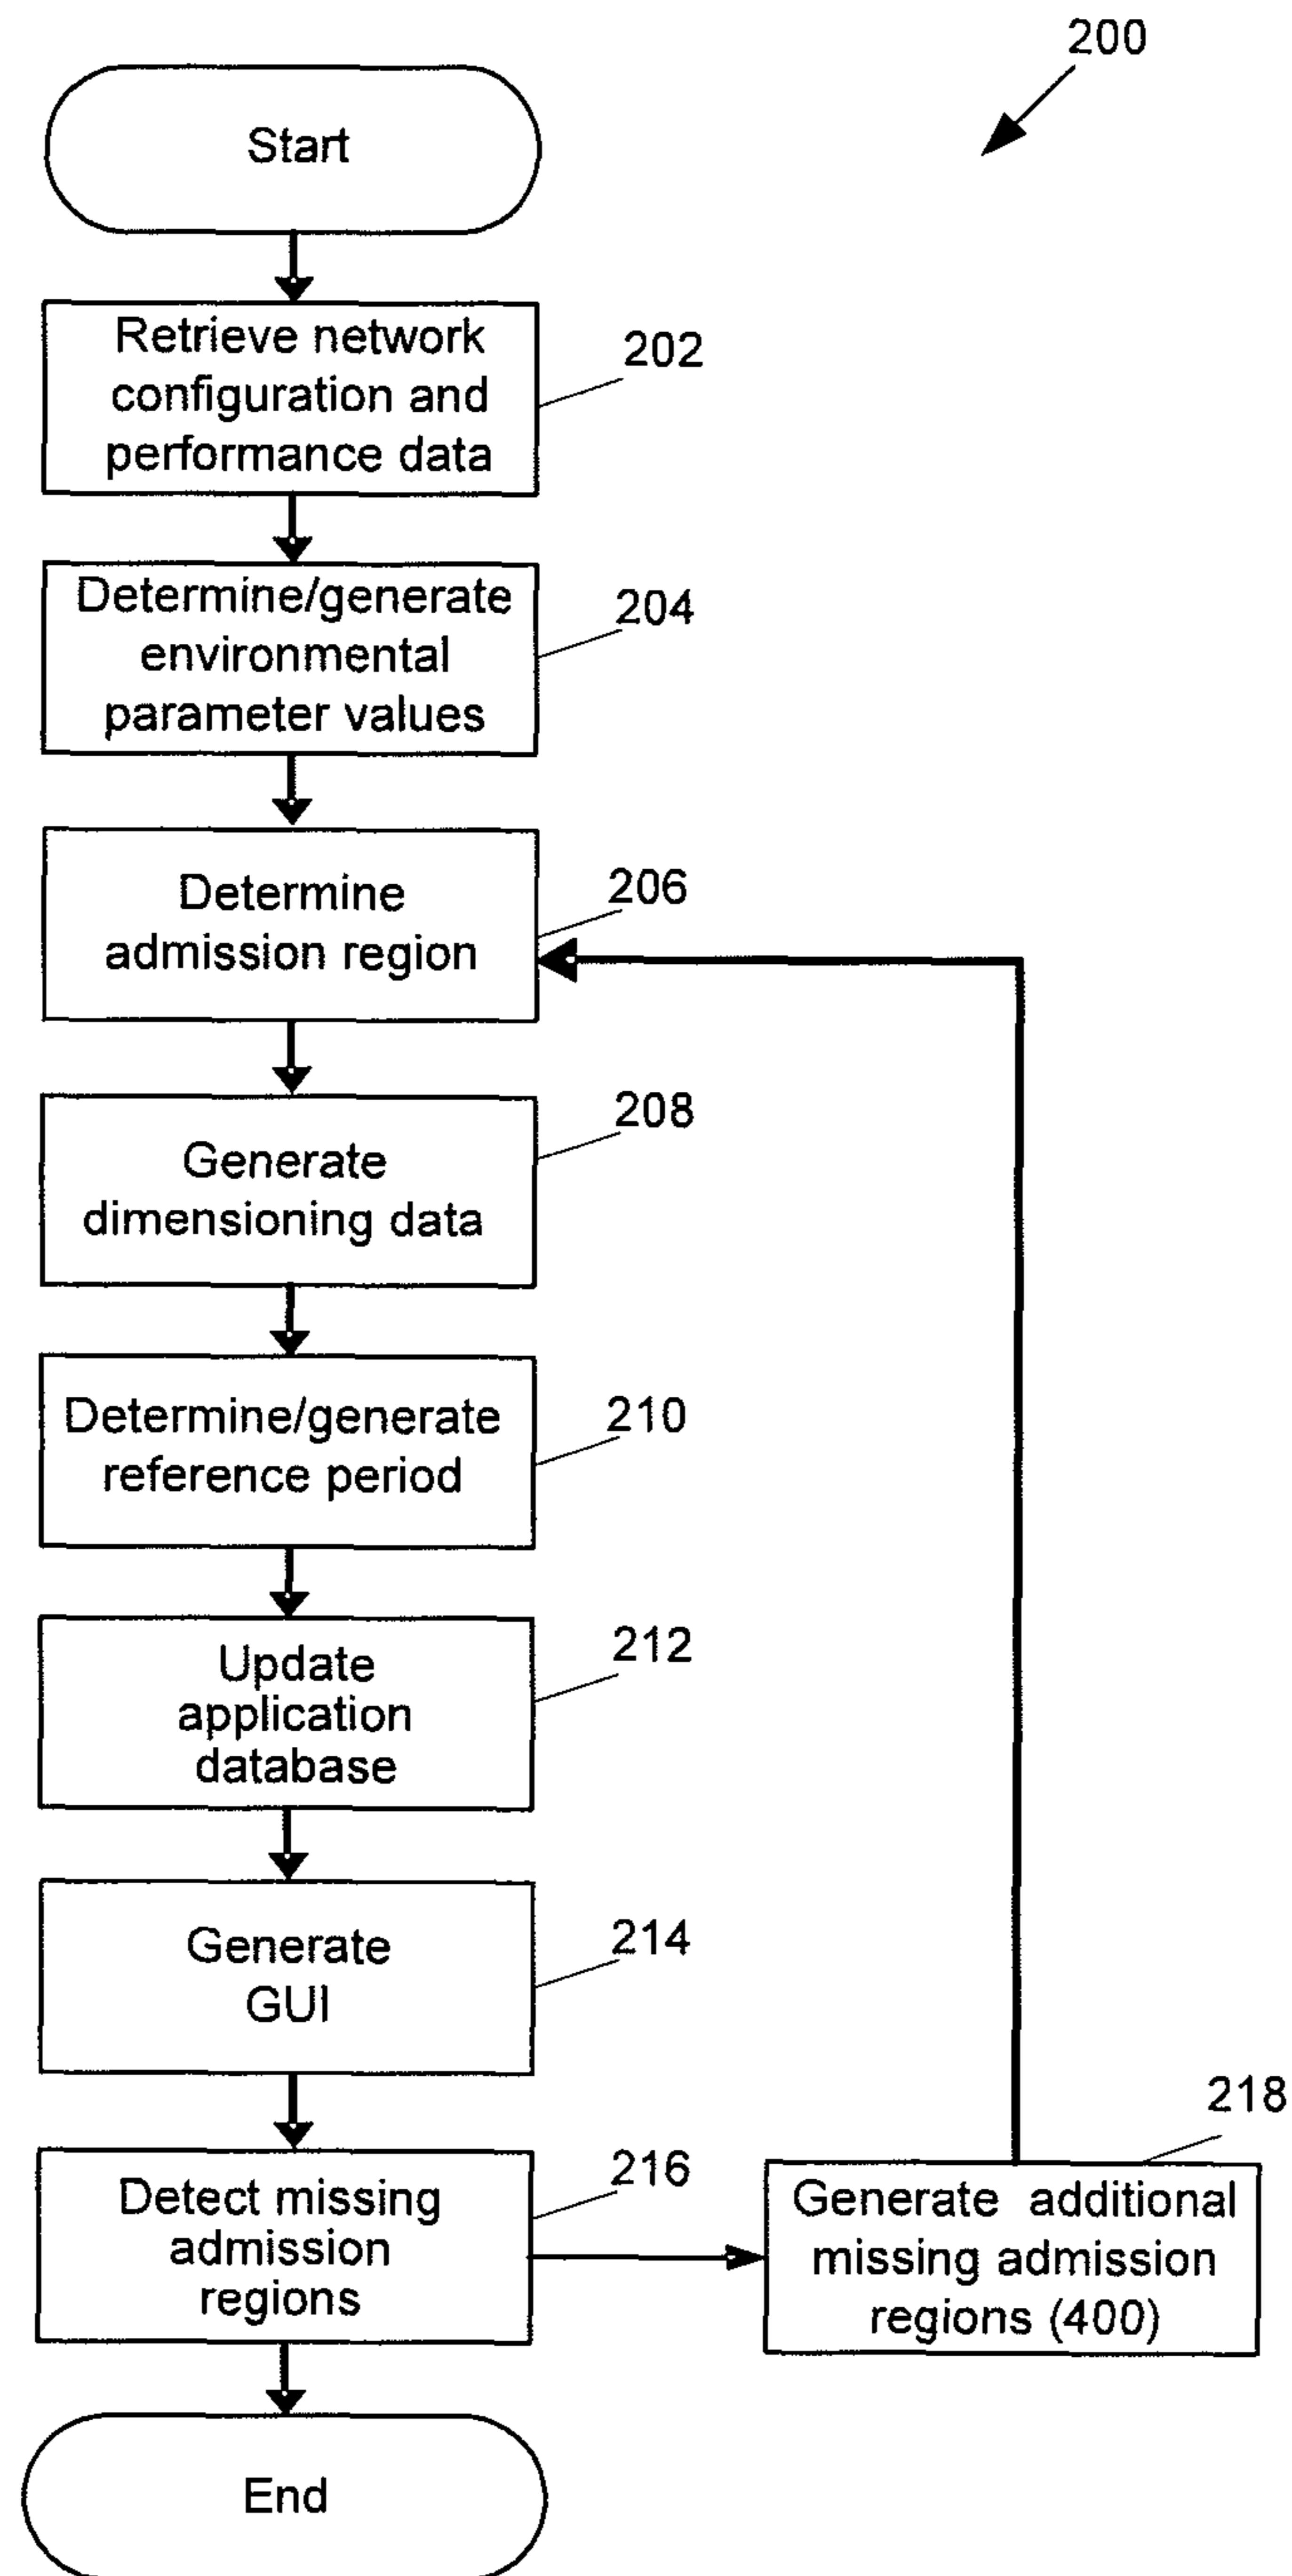 200
Start
Retrieve network
configuration and
performance data
202
Determine/generate
environmental
parameter values
204
Determine
admission region
206
Generate
dimensioning data
208
Determine/generate
reference period
210
Update
application
database
212
Generate
GUI
214
Detect missing
admission
regions
216
Generate additional
missing admission
regions (400)
218
End